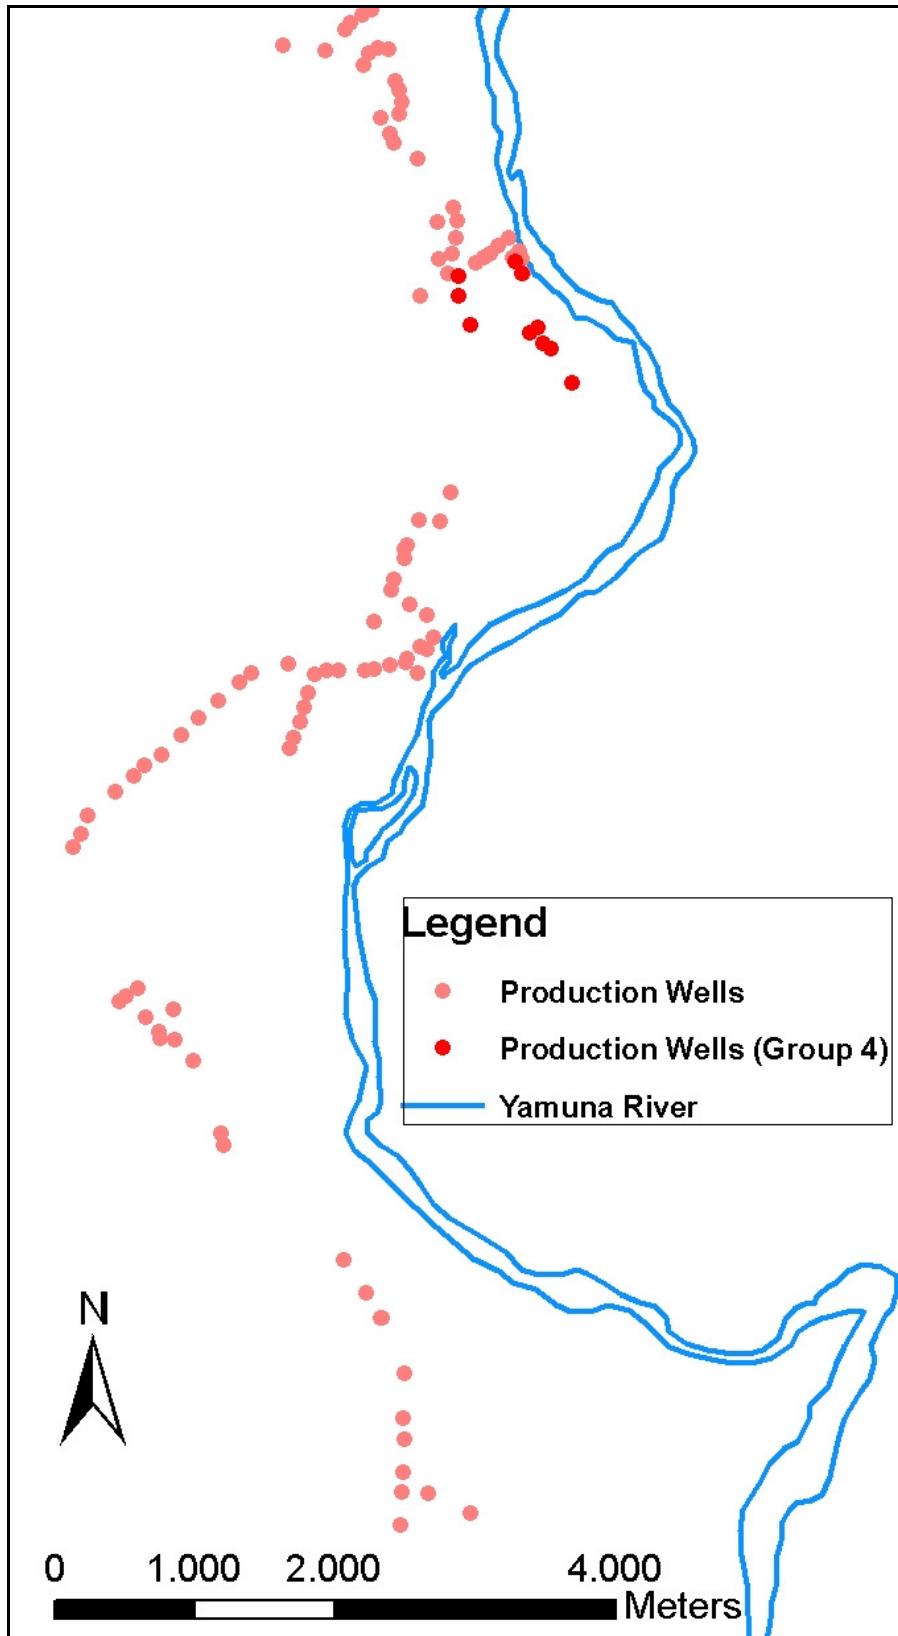 Legend
Production Wells
Production Wells (Group 4)
Yamuna River
N
0 1.000 2.000 4.000
Meters